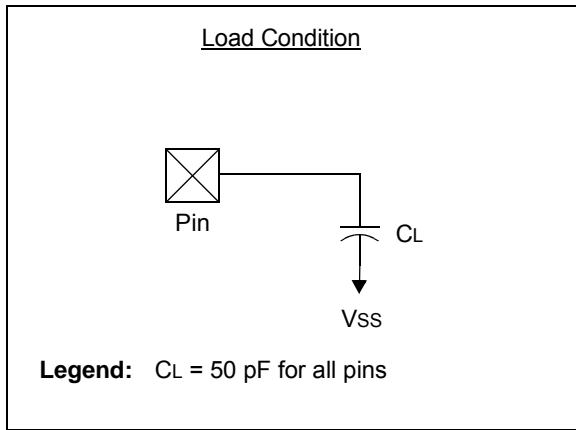 Load Condition
Pin
CL
VSS
Legend: CL = 50 pF for all pins